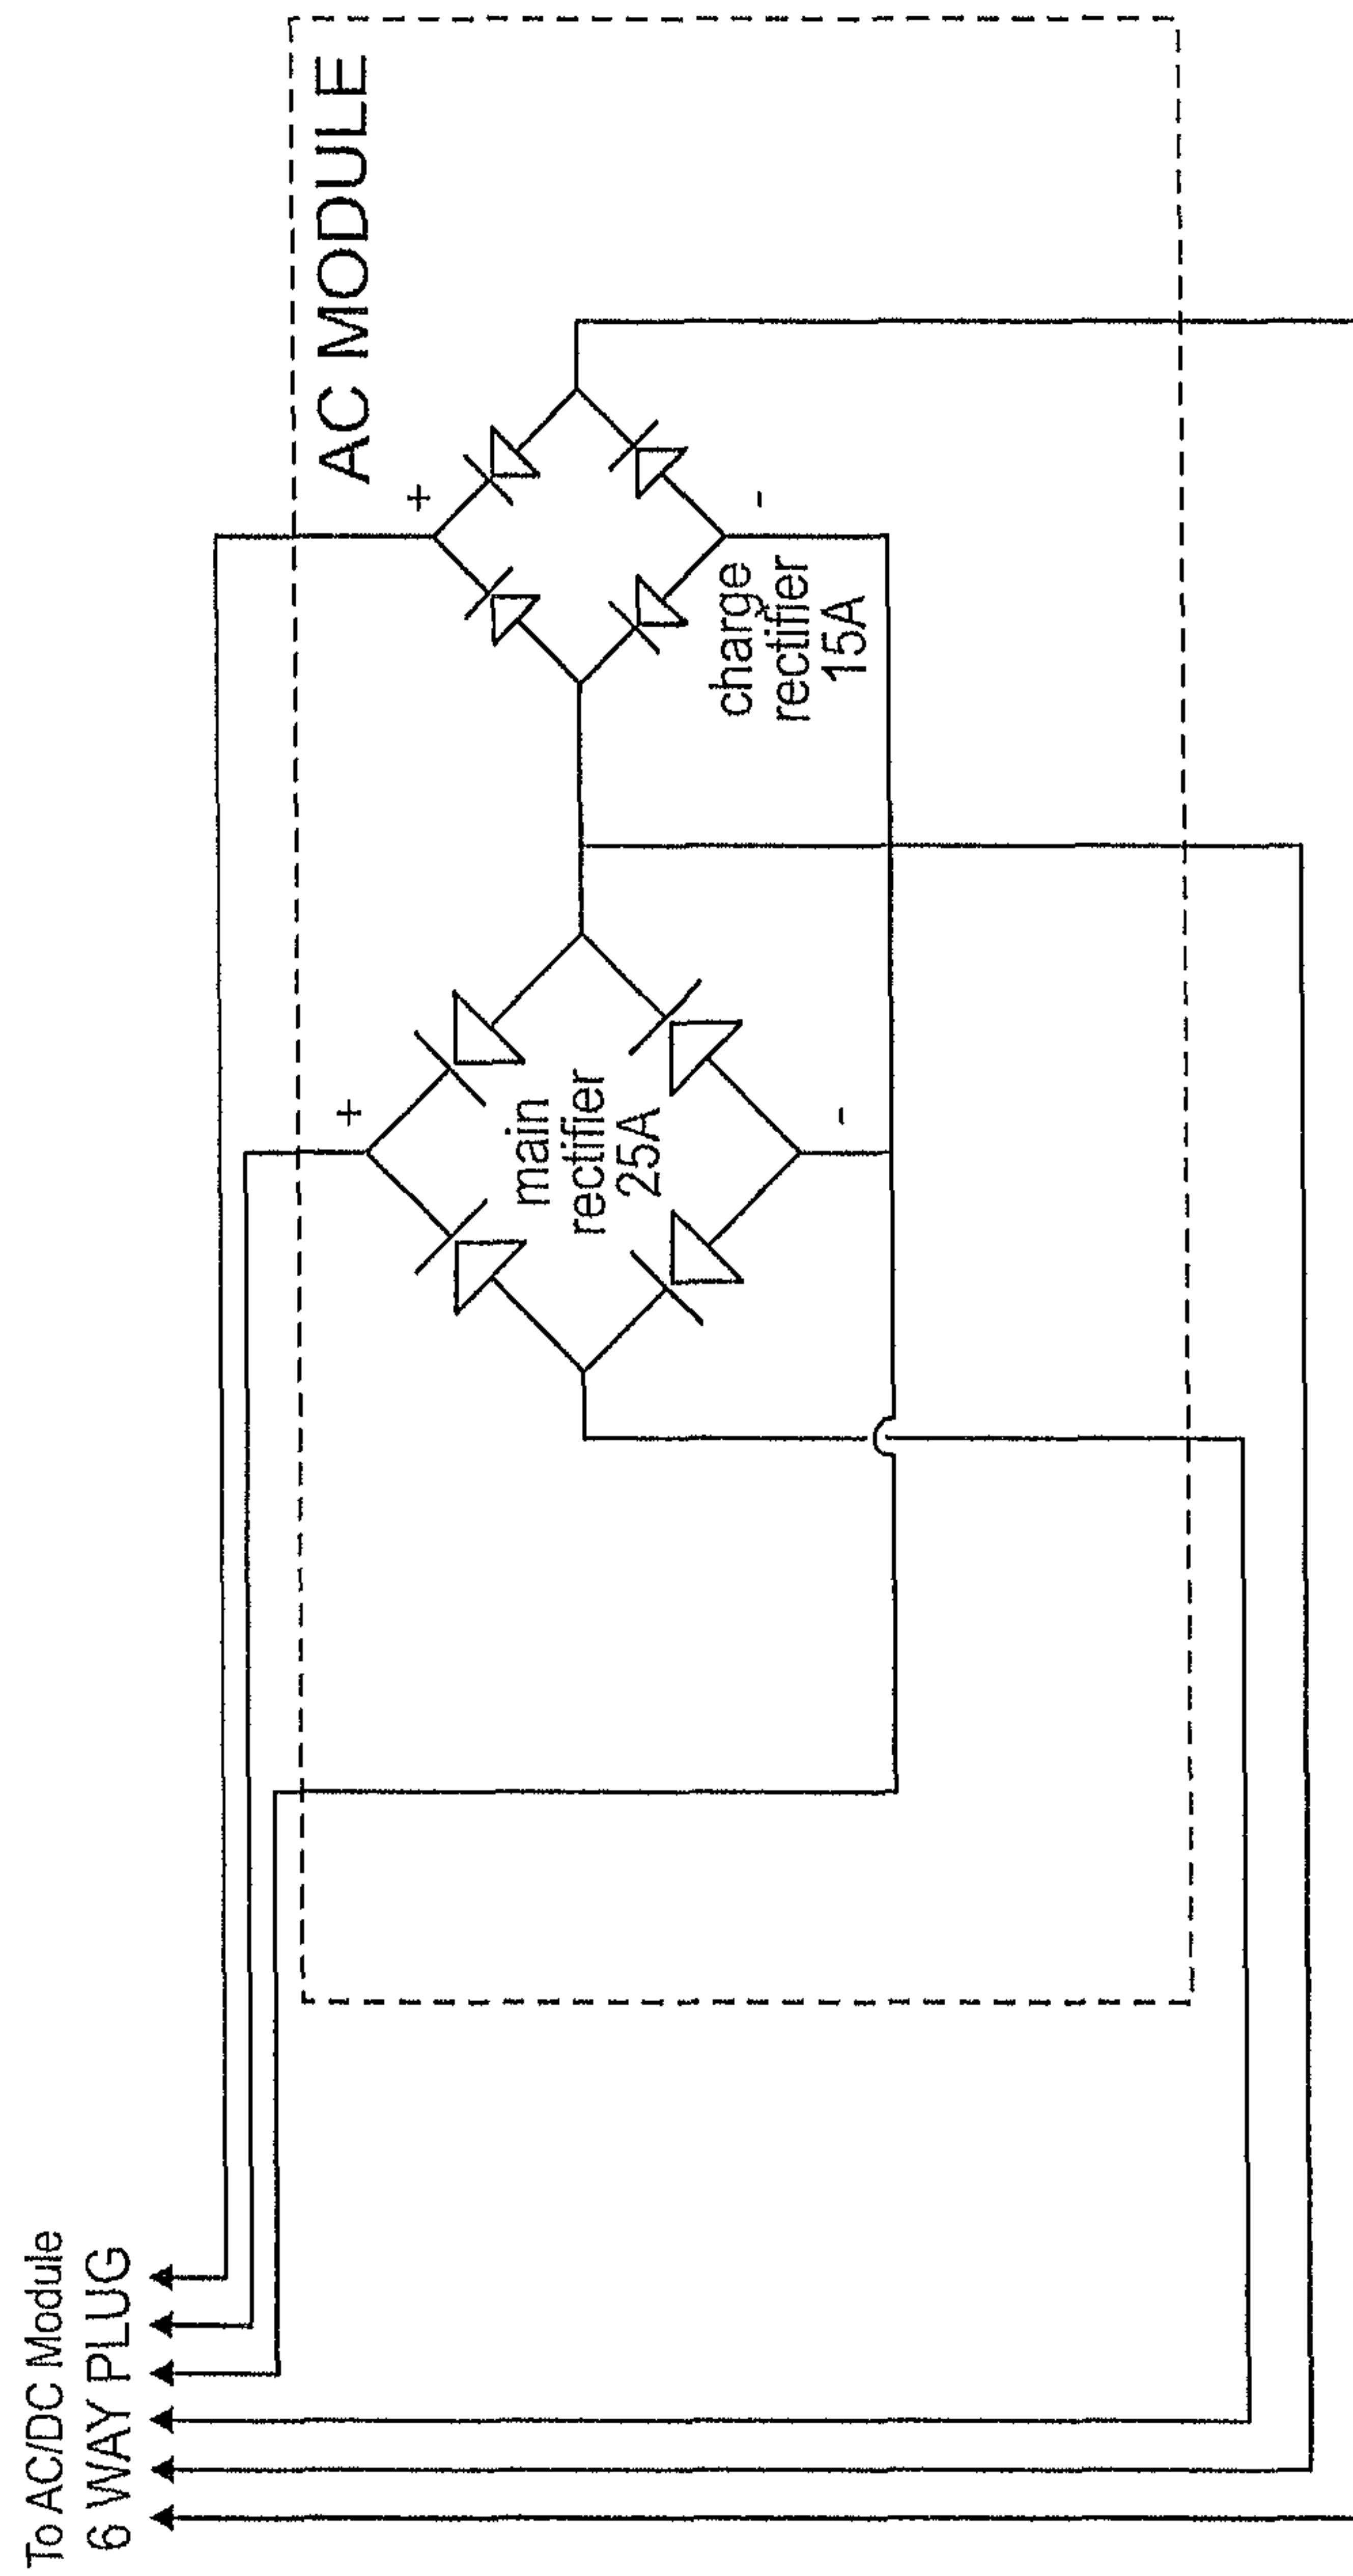 AC MODULE
+
-
charge
rectifier
15A
+
-
main
rectifier
25A
To AC/DC Module
6 WAY PLUG